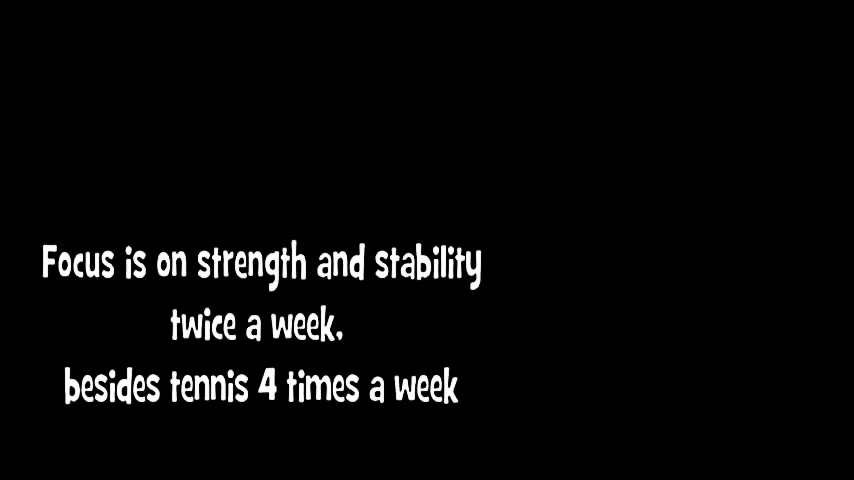 Focus is on strength and stability
twice a week,
besides tennis 4 times a week